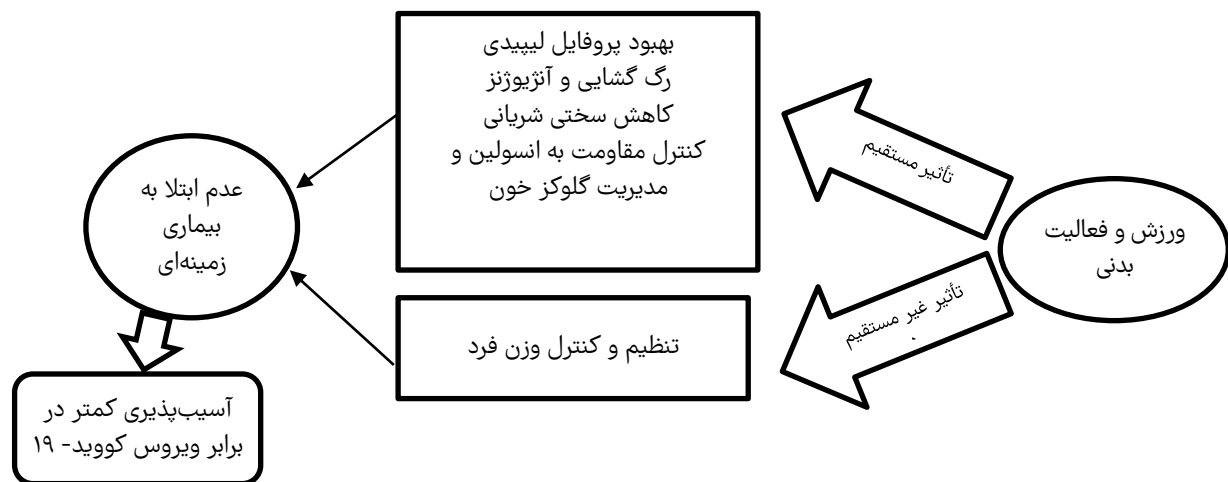 ورزش و فعالیت
بدنی
تأثیر مستقیم
تأثیر غیر مستقیم
بهبود پروفایل لیپیدی
رگ گشایی و آنژیوژنز
کاهش سختی شریانی
کنترل مقاومت به انسولین و
مدیریت گلوکز خون
تنظیم و کنترل وزن فرد
عدم ابتلا به
بیماری
زمینه‌ای
آسیب‌پذیری کمتر در
برابر ویروس کووید- ۱۹